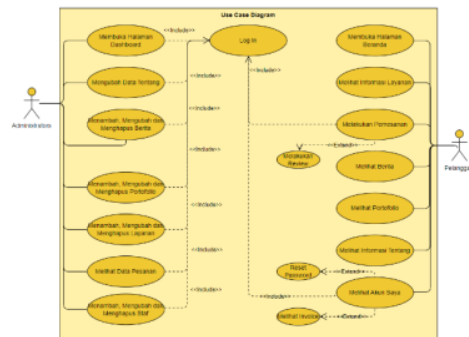 Use Case Diagram
Membuka Halaman
Dashboard
<<Include>>
Log In
Membuka Halaman
Beranda
<<Include>>
<<Include>>
Mengubah Data Tentang
<<Include>>
Melihat Informasi Layanan
Administrator
Menambah, Mengubah dan
Menghapus Berita
<<Include>>
Melakukan Pemesanan
<<Extend>>
Melakukan
Review
Pelanggan
<<Include>>
Melihat Berita
Menambah, Mengubah dan
Menghapus Portofolio
<<Include>>
Melihat Portofolio
Menambah, Mengubah dan
Menghapus Layanan
<<Include>>
Melihat Informasi Tentang
Melihat Data Pesanan
Reset
Password
<<Extend>>
<<Include>>
Melihat Akun
<<Include>>
Menambah, Mengubah dan
Menghapus Staf
Melihat Invoice
<<Extend>>